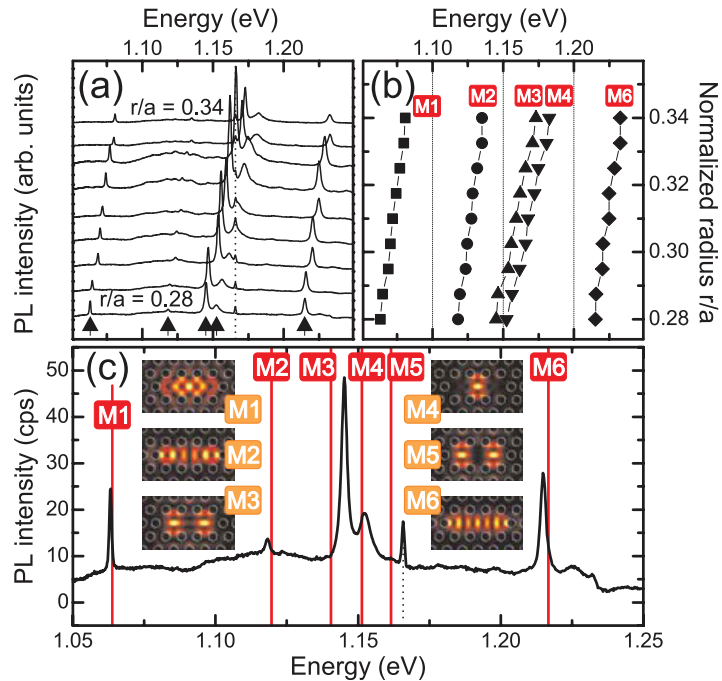 Energy (eV)
Energy (eV)
1.10 1.15 1.20
1.10 1.15 1.20
PL intensity (arb. units)
(a)
r/a = 0.34
r/a = 0.28
(b)
M1
M2
M3
M4
M6
0.34
0.32
0.30
0.28
Normalized radius r/a
(c)
PL intensity (cps)
50
40
30
20
10
0
M1
M2
M3
M4
M5
M6
M1
M2
M3
M4
M5
M6
1.05 1.10 1.15 1.20 1.25
Energy (eV)